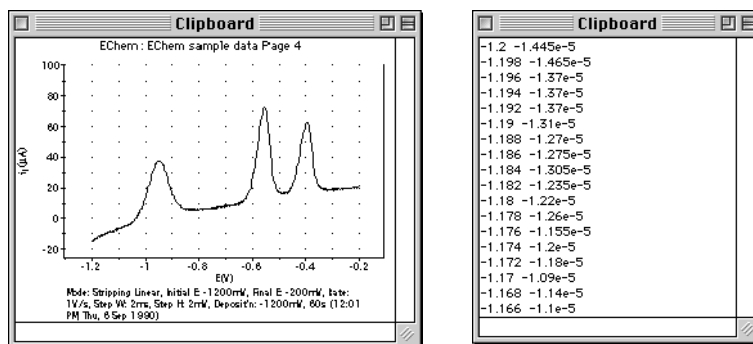 Clipboard
EChem : EChem sample data Page 4
100
80
60
40
20
0
-20
i1(µA)
-1.2 -1 -0.8 -0.6 -0.4 -0.2
E(V)
Mode: Stripping Linear, Initial E -1200mV, Final E -200mV, Rate:
1V/s, Step W: 2ms, Step H: 2mV, Deposit'n: -1200mV, 60s (12:01
PM, Thu, 6 Sep 1990)
Clipboard
-1.2 -1.445e-5
-1.198 -1.465e-5
-1.196 -1.37e-5
-1.194 -1.37e-5
-1.192 -1.37e-5
-1.19 -1.31e-5
-1.188 -1.27e-5
-1.186 -1.275e-5
-1.184 -1.305e-5
-1.182 -1.235e-5
-1.18 -1.22e-5
-1.178 -1.26e-5
-1.176 -1.155e-5
-1.174 -1.2e-5
-1.172 -1.18e-5
-1.17 -1.09e-5
-1.168 -1.14e-5
-1.166 -1.1e-5